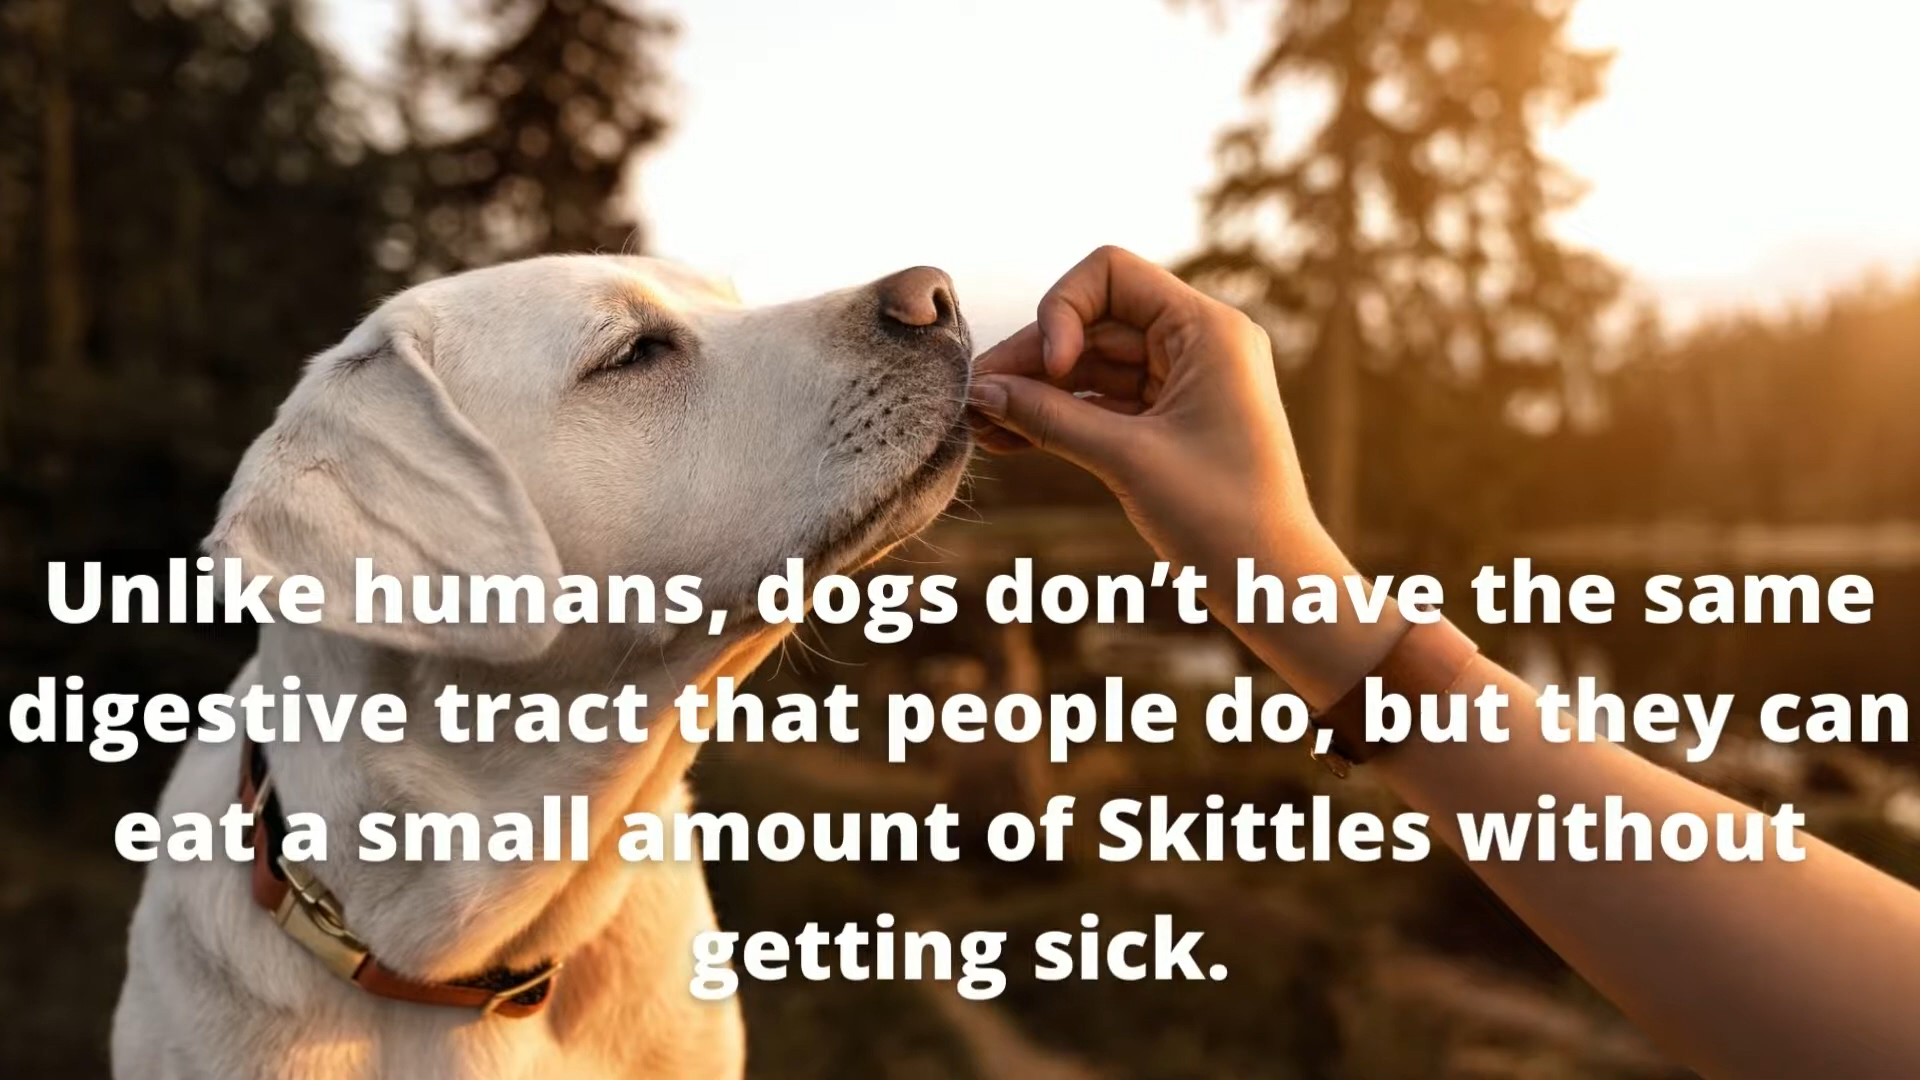 Unlike humans, dogs don’t have the same
digestive tract that people do, but they can
eat a small amount of Skittles without
getting sick.